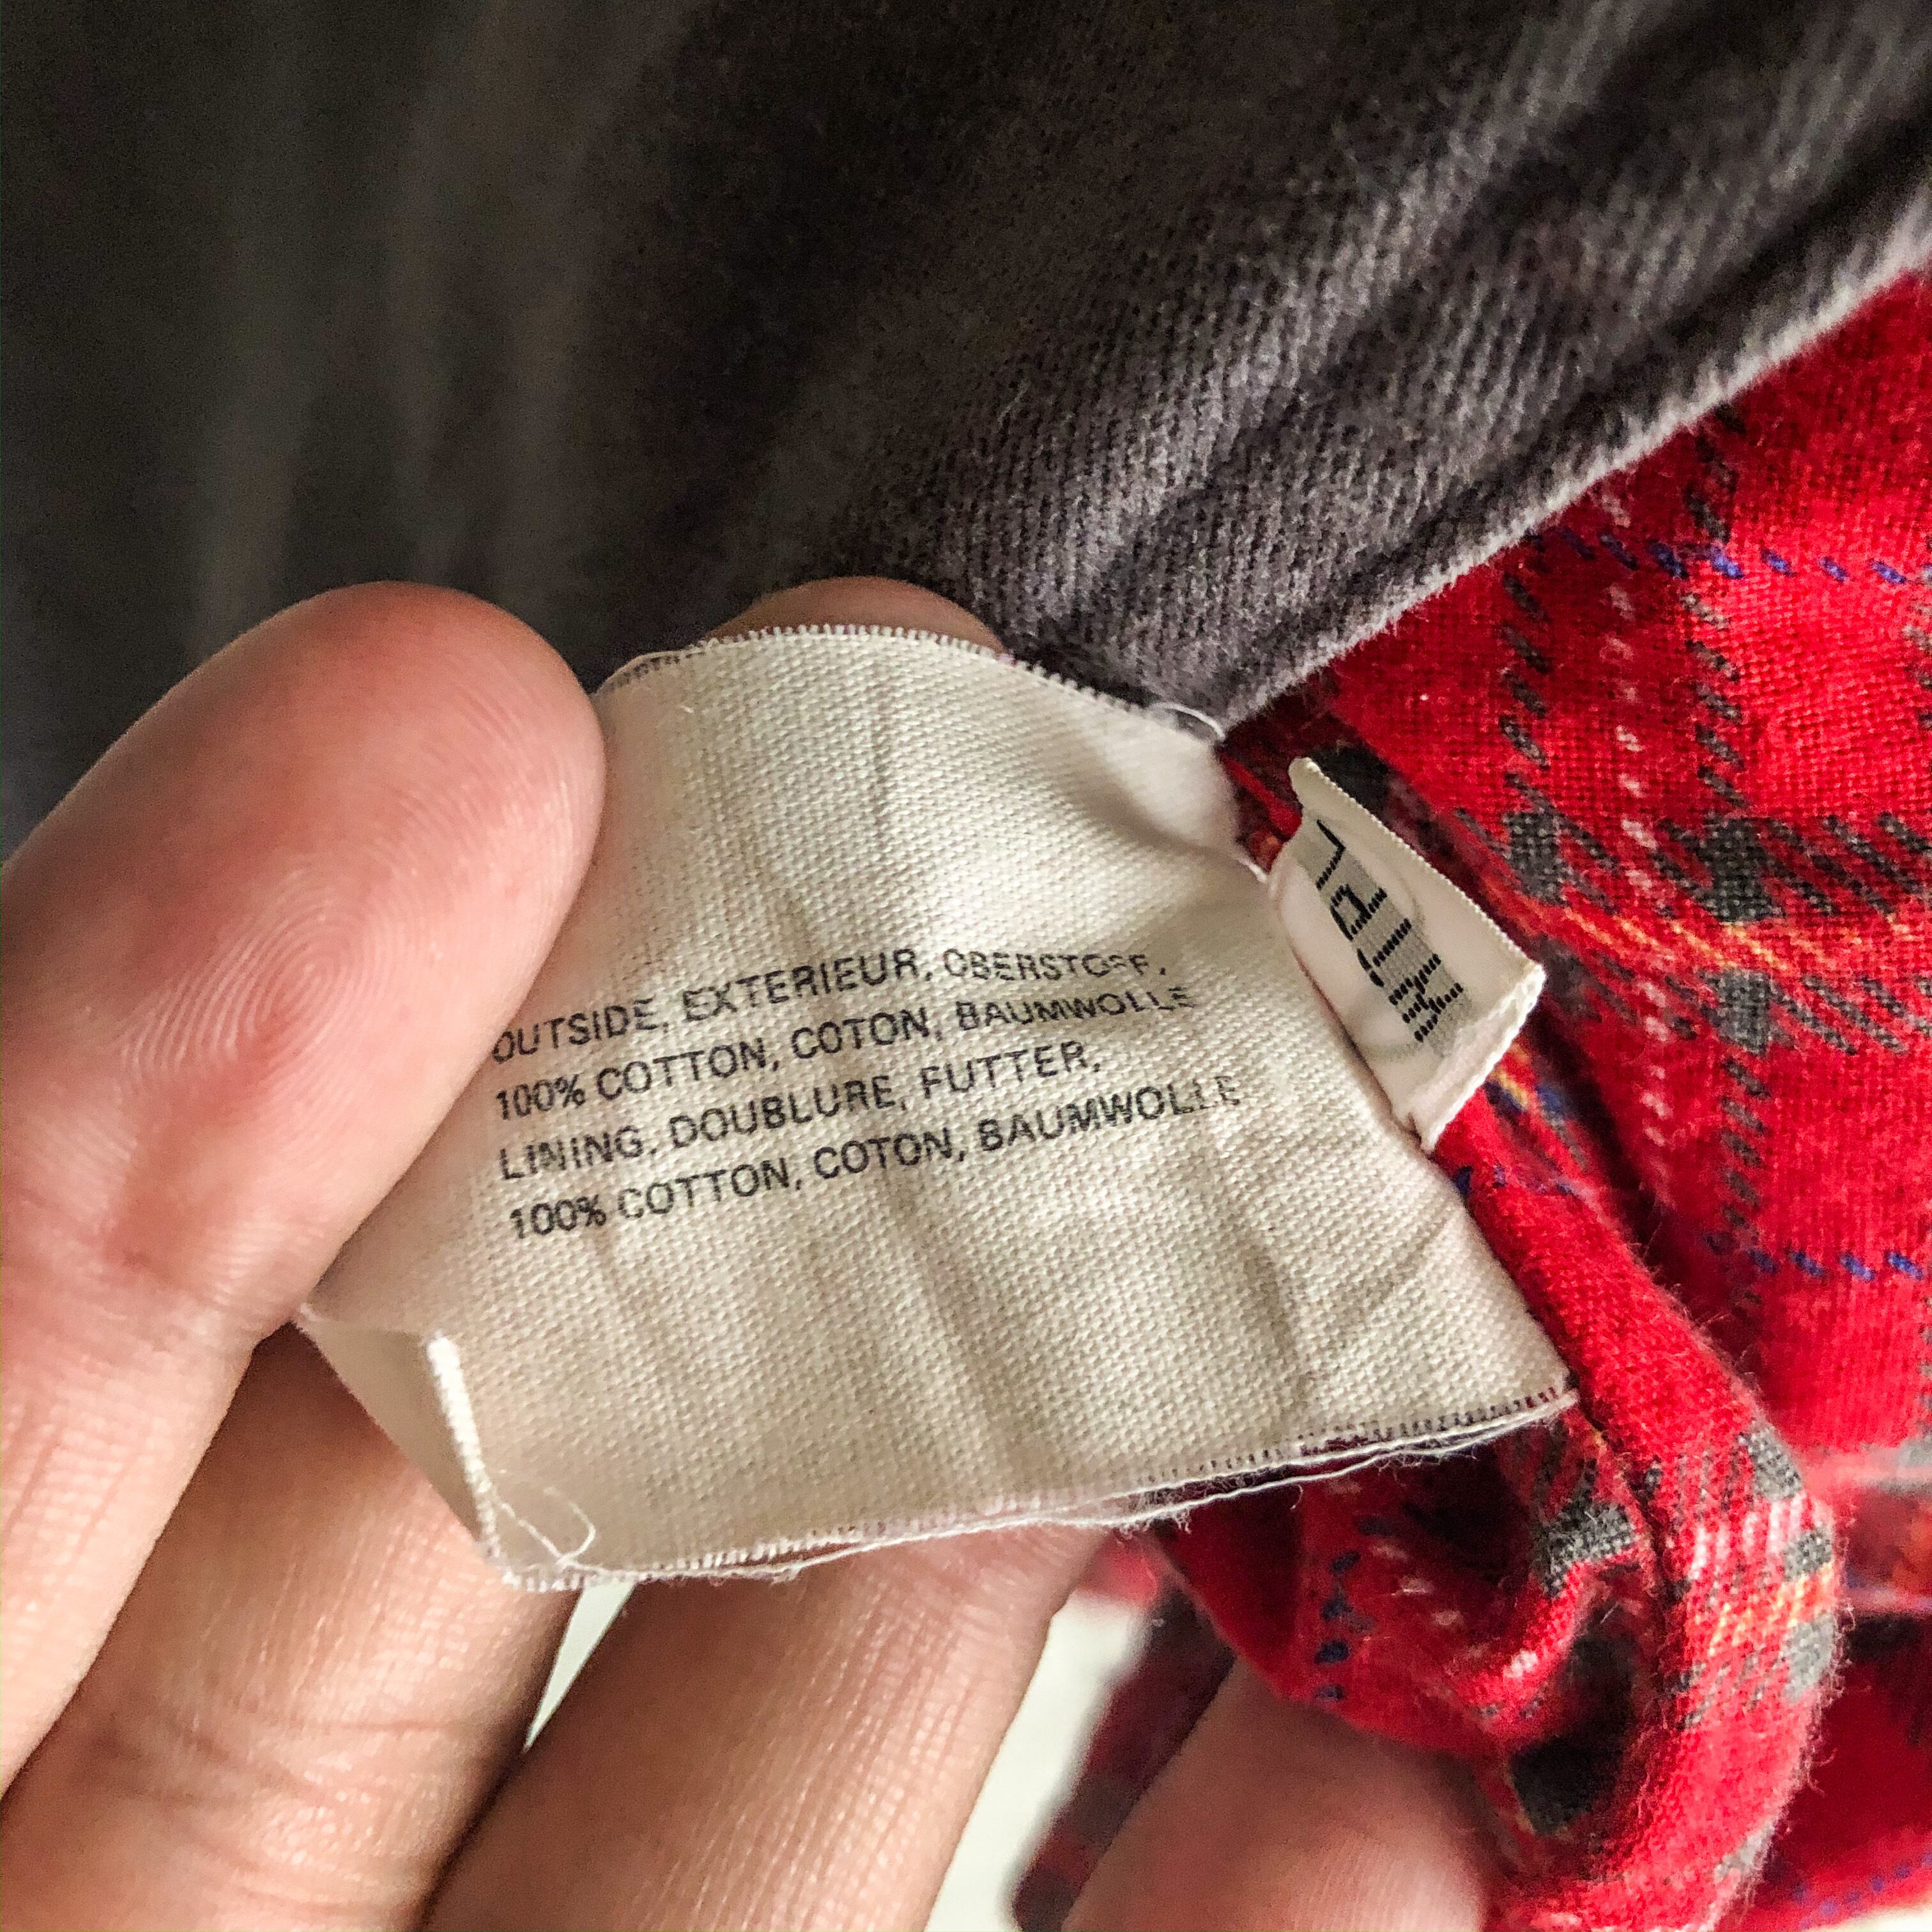 OUTSIDE, EXTERIEUR, OBERSTOFF,
100% COTTON, COTON, BAUMWOLLE
LINING, DOUBLURE, FUTTER,
100% COTTON, COTON, BAUMWOLLE